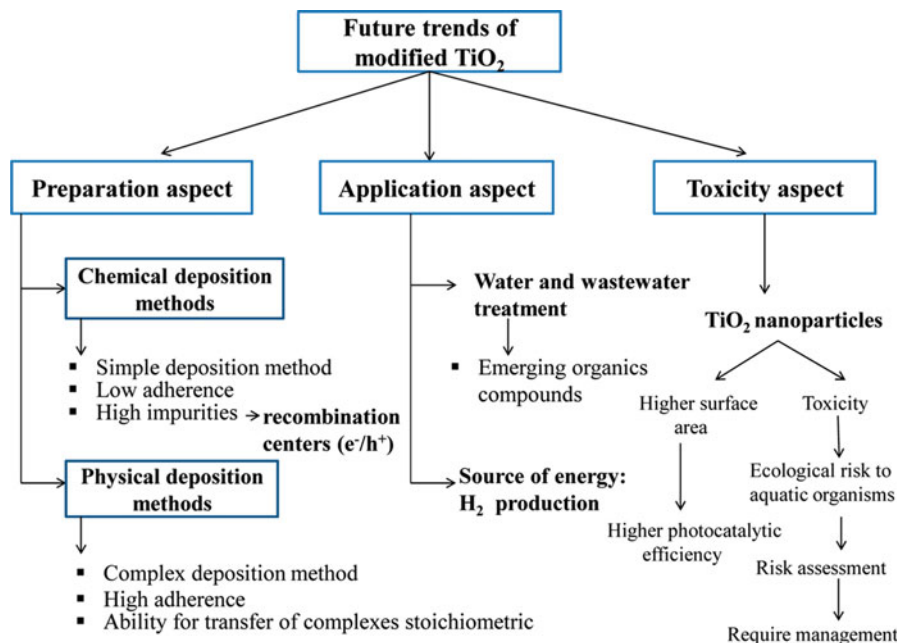 Future trends of
modified TiO₂
Preparation aspect
Application aspect
Toxicity aspect
Chemical deposition
methods
▪ Simple deposition method
▪ Low adherence
▪ High impurities → recombination
centers (e⁻/h⁺)
Physical deposition
methods
▪ Complex deposition method
▪ High adherence
▪ Ability for transfer of complexes stoichiometric
Water and wastewater
treatment
▪ Emerging organics
compounds
Source of energy:
H₂ production
TiO₂ nanoparticles
Higher surface
area
Higher photocatalytic
efficiency
Toxicity
Ecological risk to
aquatic organisms
Risk assessment
Require management